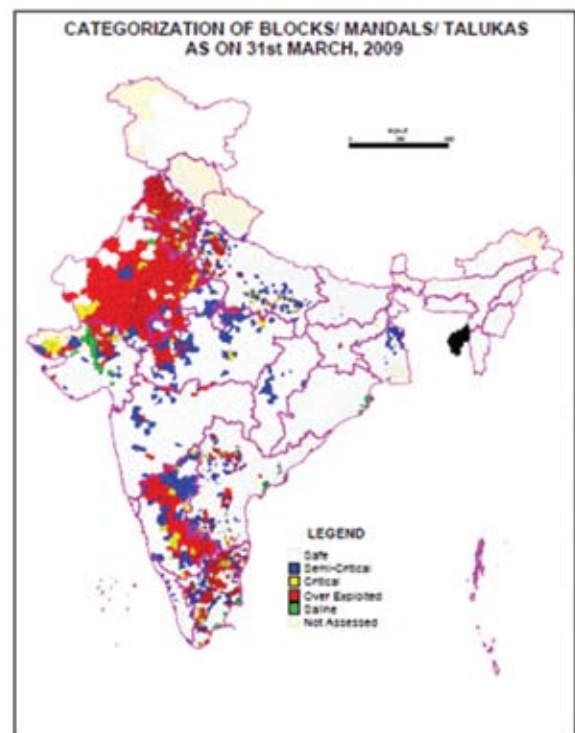 CATEGORIZATION OF BLOCKS/ MANDALS/ TALUKAS
AS ON 31st MARCH, 2009
LEGEND
Safe
Semi-Critical
Critical
Over Exploited
Saline
Not Assessed